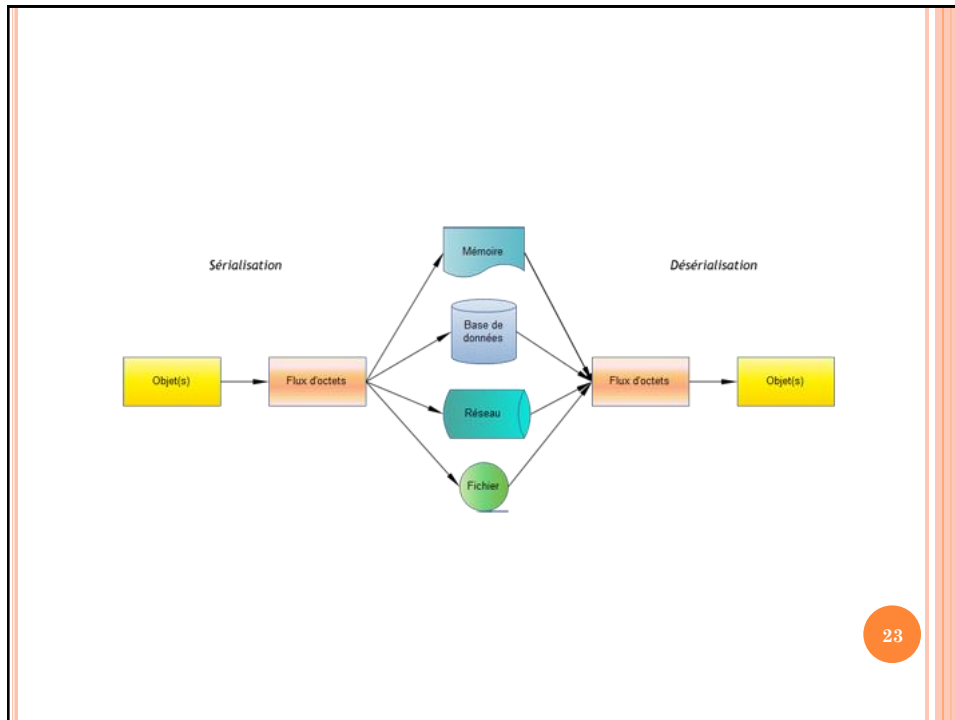 Sérialisation
Désérialisation
Mémoire
Base de
données
Objet(s)
Flux d'octets
Flux d'octets
Objet(s)
Réseau
Fichier
23